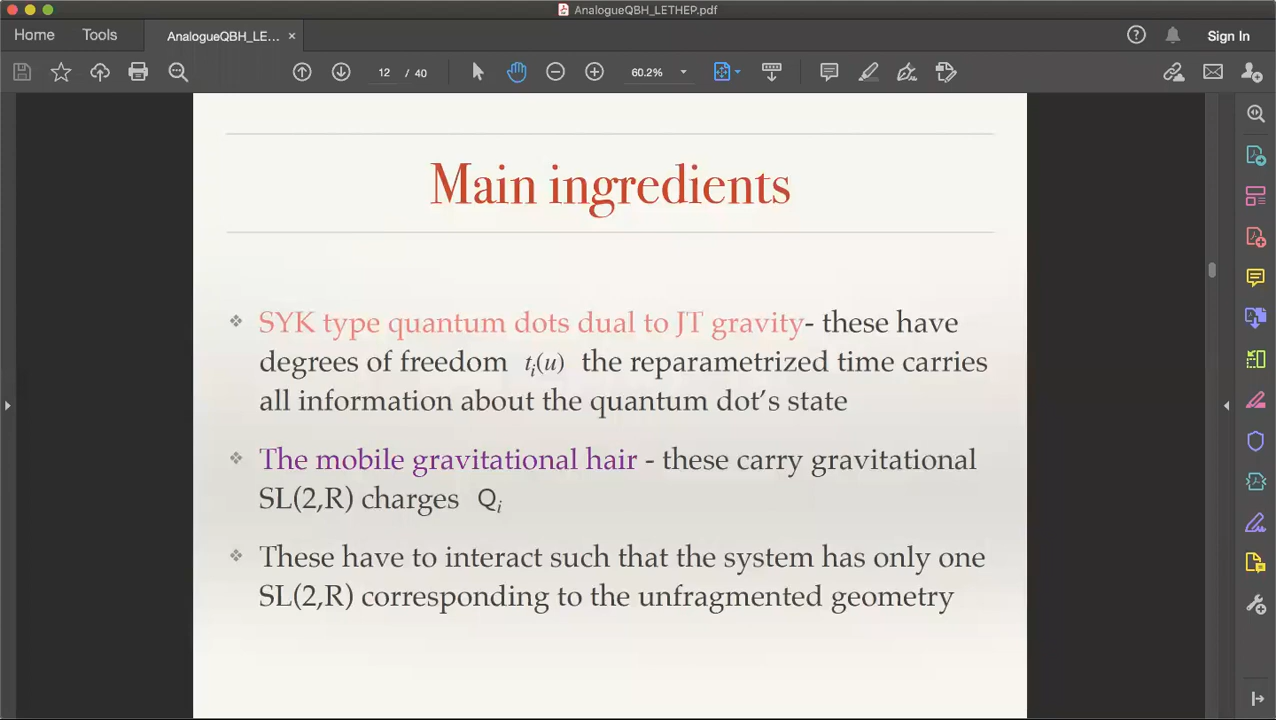 AnalogueQBH_LETHEP.pdf
Home Tools AnalogueQBH_LE... × Sign In
12 / 40 60.2%
Main ingredients
❖ SYK type quantum dots dual to JT gravity- these have
degrees of freedom t_i(u) the reparametrized time carries
all information about the quantum dot’s state
❖ The mobile gravitational hair - these carry gravitational
SL(2,R) charges Q_i
❖ These have to interact such that the system has only one
SL(2,R) corresponding to the unfragmented geometry